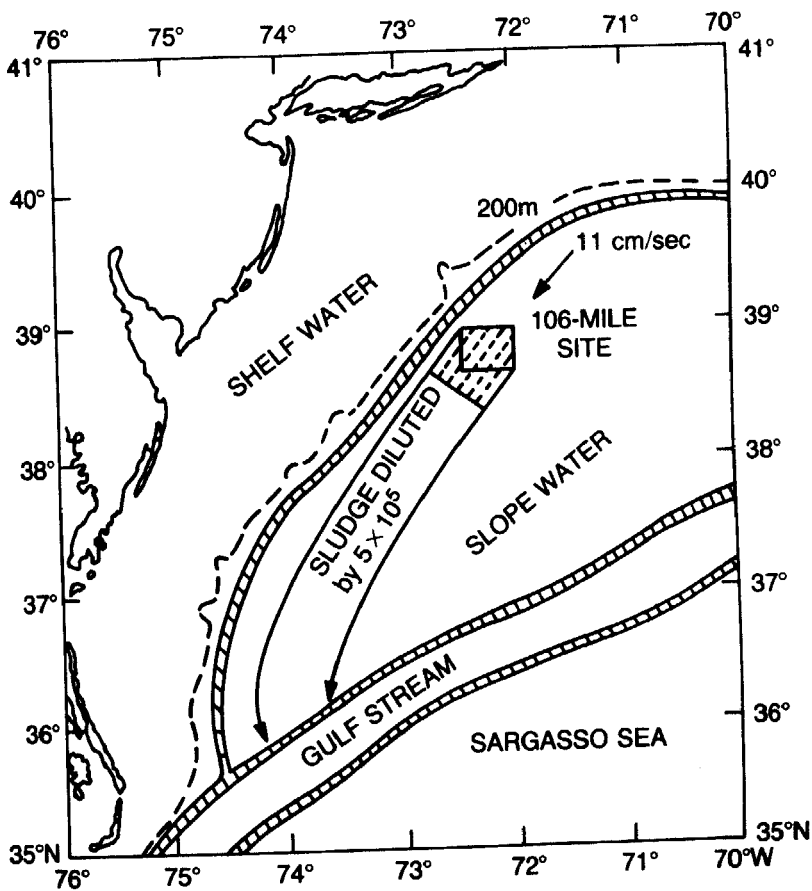 76° 75° 74° 73° 72° 71° 70°
41° 41°
40° 40°
200m
11 cm/sec
39° 39°
106-MILE
SITE
SHELF WATER
38° 38°
SLUDGE DILUTED
by 5 × 10⁵
SLOPE WATER
37° 37°
36° 36°
GULF STREAM
SARGASSO SEA
35°N 35°N
76° 75° 74° 73° 72° 71° 70°W